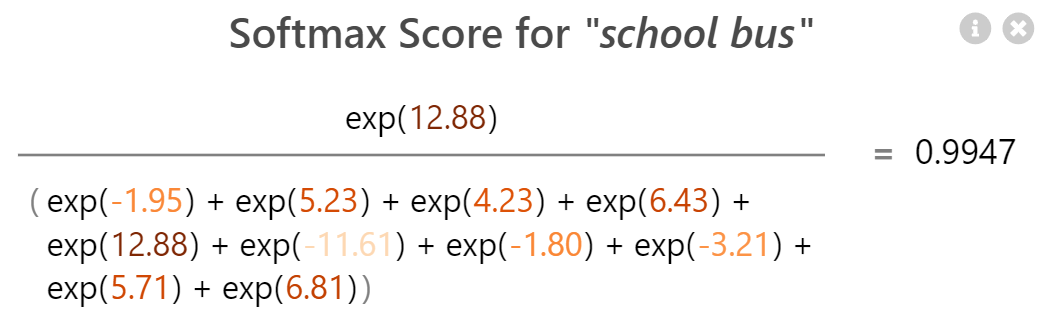 Softmax Score for "school bus"
exp(12.88)
= 0.9947
(exp(-1.95) + exp(5.23) + exp(4.23) + exp(6.43) +
exp(12.88) + exp(-11.61) + exp(-1.80) + exp(-3.21) +
exp(5.71) + exp(6.81))